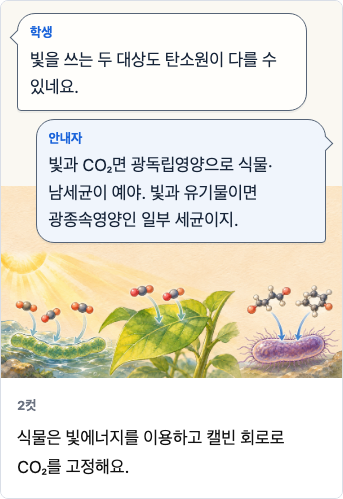 학생
빛을 쓰는 두 대상도 탄소원이 다를 수
있네요.
안내자
빛과 CO₂면 광독립영양으로 식물·
남세균이 예야. 빛과 유기물이면
광종속영양인 일부 세균이지.
2컷
식물은 빛에너지를 이용하고 캘빈 회로로
CO₂를 고정해요.